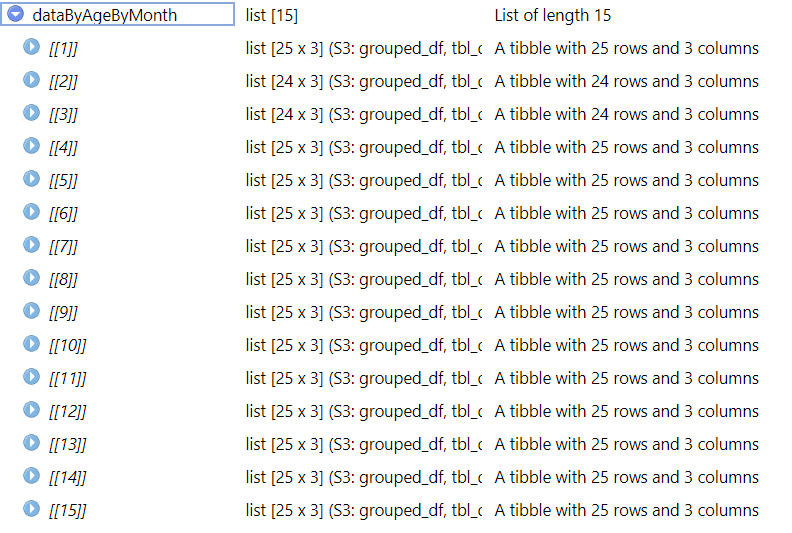 dataByAgeByMonth list [15] List of length 15
[[1]] list [25 x 3] (S3: grouped_df, tbl_c A tibble with 25 rows and 3 columns
[[2]] list [24 x 3] (S3: grouped_df, tbl_c A tibble with 24 rows and 3 columns
[[3]] list [24 x 3] (S3: grouped_df, tbl_c A tibble with 24 rows and 3 columns
[[4]] list [25 x 3] (S3: grouped_df, tbl_c A tibble with 25 rows and 3 columns
[[5]] list [25 x 3] (S3: grouped_df, tbl_c A tibble with 25 rows and 3 columns
[[6]] list [25 x 3] (S3: grouped_df, tbl_c A tibble with 25 rows and 3 columns
[[7]] list [25 x 3] (S3: grouped_df, tbl_c A tibble with 25 rows and 3 columns
[[8]] list [25 x 3] (S3: grouped_df, tbl_c A tibble with 25 rows and 3 columns
[[9]] list [25 x 3] (S3: grouped_df, tbl_c A tibble with 25 rows and 3 columns
[[10]] list [25 x 3] (S3: grouped_df, tbl_c A tibble with 25 rows and 3 columns
[[11]] list [25 x 3] (S3: grouped_df, tbl_c A tibble with 25 rows and 3 columns
[[12]] list [25 x 3] (S3: grouped_df, tbl_c A tibble with 25 rows and 3 columns
[[13]] list [25 x 3] (S3: grouped_df, tbl_c A tibble with 25 rows and 3 columns
[[14]] list [25 x 3] (S3: grouped_df, tbl_c A tibble with 25 rows and 3 columns
[[15]] list [25 x 3] (S3: grouped_df, tbl_c A tibble with 25 rows and 3 columns